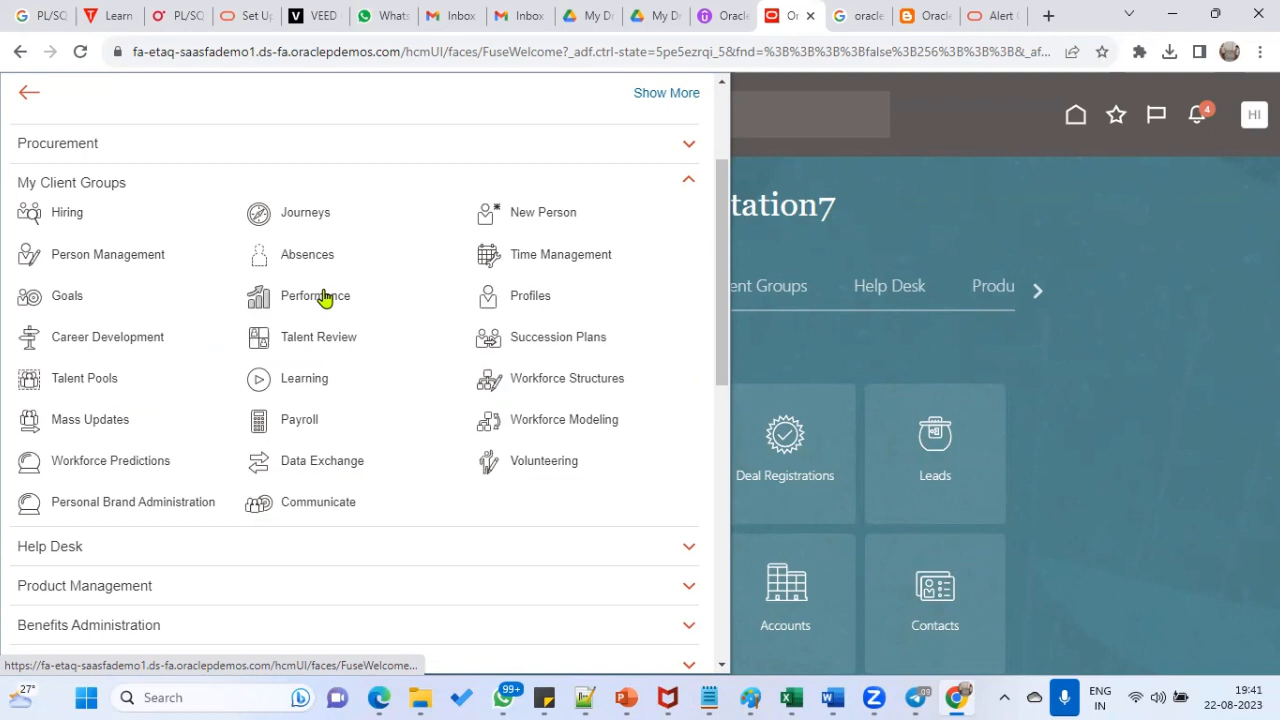 PL/S
Learn
PL/SC
Set Up
VEED
Whats
Inbox
Inbox
My Dr
My Dr
Oracle
Or
oracle
Oracl
Alert
fa-etaq-saasfademo1.ds-fa.oraclepdemos.com/hcmUI/faces/FuseWelcome?_adf.ctrl-state=5pe5ezrqi_5&fnd=%3B%3B%3B%3Bfalse%3B256%3B%3B%3B&_af...
Show More
HI
4
Procurement
My Client Groups
tation7
Hiring
Journeys
New Person
Person Management
Absences
Time Management
ent Groups
Help Desk
Produ
Goals
Performance
Profiles
Career Development
Talent Review
Succession Plans
Talent Pools
Learning
Workforce Structures
Mass Updates
Payroll
Workforce Modeling
Workforce Predictions
Data Exchange
Volunteering
Deal Registrations
Leads
Personal Brand Administration
Communicate
Help Desk
Product Management
Benefits Administration
Accounts
Contacts
https://fa-etaq-saasfademo1.ds-fa.oraclepdemos.com/hcmUI/faces/FuseWelcome...
27°
Search
99+
09
ENG
IN
19:41
22-08-2023